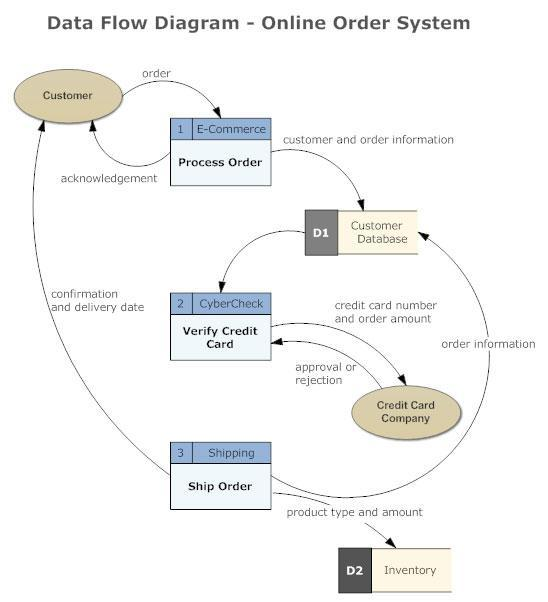 Data Flow Diagram - Online Order System
order
Customer
1 E-Commerce
Process Order
customer and order information
acknowledgement
D1
Customer
Database
confirmation
and delivery date
2 CyberCheck
Verify Credit
Card
credit card number
and order amount
order information
approval or
rejection
Credit Card
Company
3 Shipping
Ship Order
product type and amount
D2 Inventory